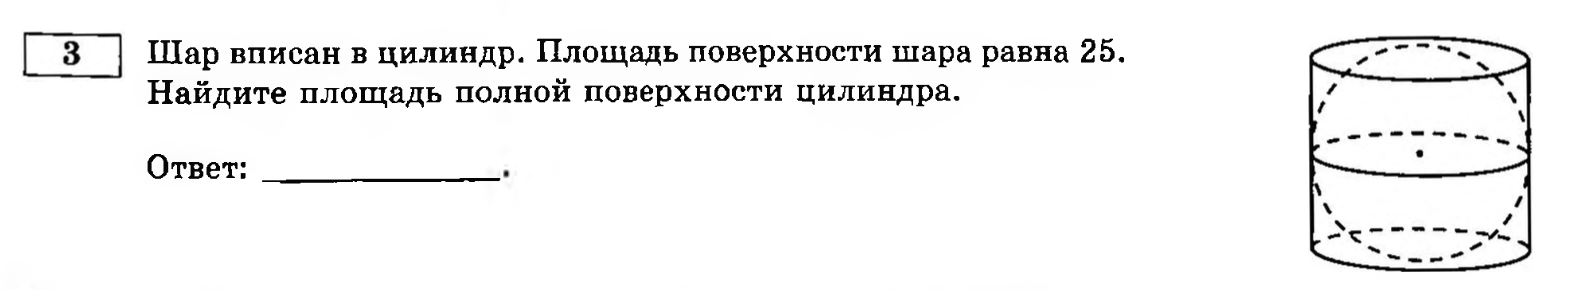 3 Шар вписан в цилиндр. Площадь поверхности шара равна 25.
Найдите площадь полной поверхности цилиндра.
Ответ: ____________.